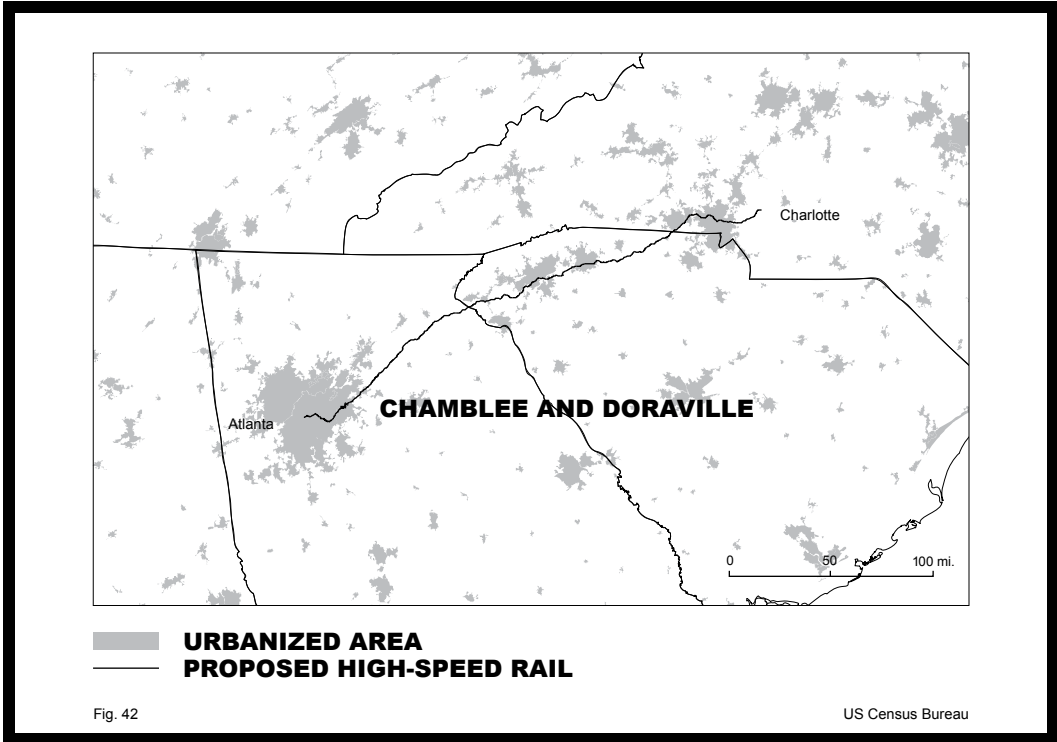 Charlotte
CHAMBLEE AND DORAVILLE
Atlanta
0 50 100 mi.
URBANIZED AREA
PROPOSED HIGH-SPEED RAIL
Fig. 42
US Census Bureau